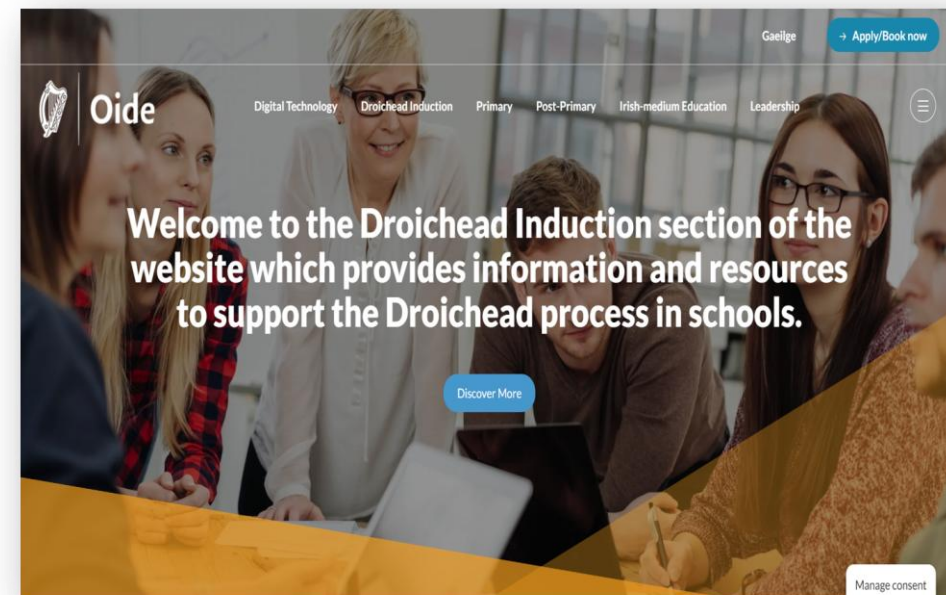 Gaeilge
→ Apply/Book now
Oide
Digital Technology Droichead Induction Primary Post-Primary Irish-medium Education Leadership
Welcome to the Droichead Induction section of the
website which provides information and resources
to support the Droichead process in schools.
Discover More
Manage consent